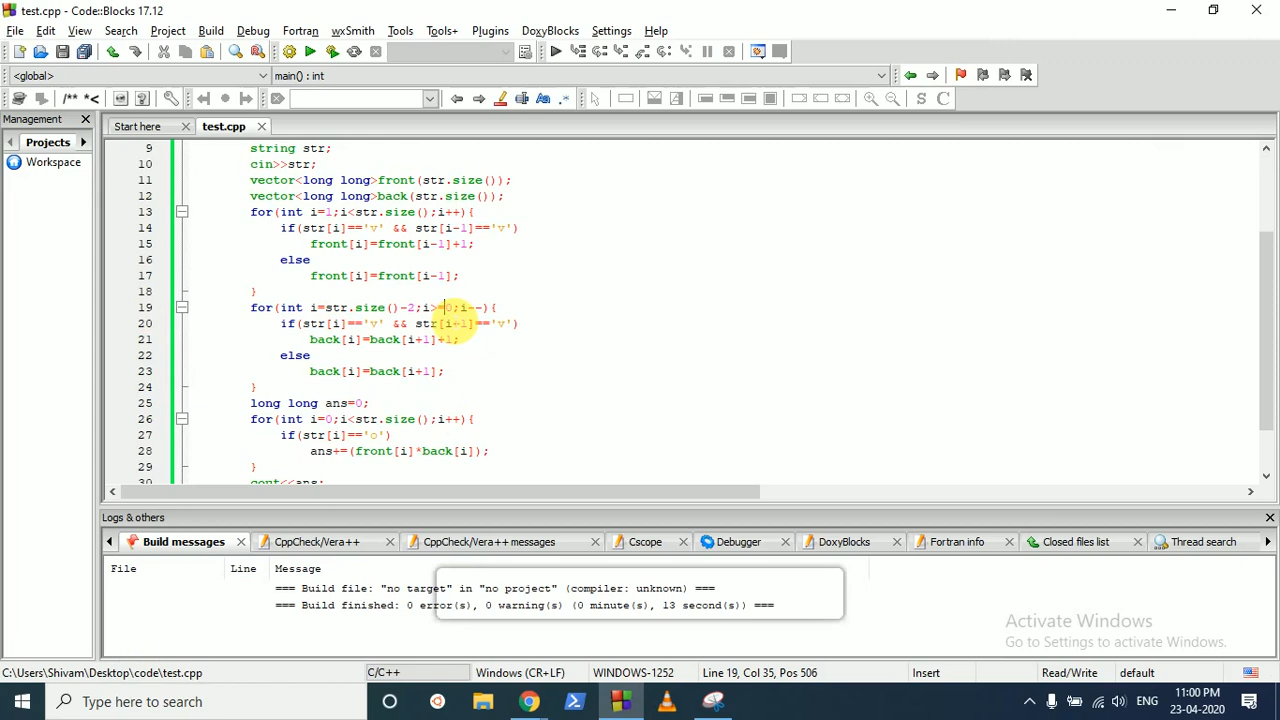 test.cpp - Code::Blocks 17.12
File Edit View Search Project Build Debug Fortran wxSmith Tools Tools+ Plugins DoxyBlocks Settings Help
<global> main() : int
/** *<
S C
Management Start here test.cpp
Projects
Workspace
9 string str;
10 cin>>str;
11 vector<long long>front(str.size());
12 vector<long long>back(str.size());
13 for(int i=1;i<str.size();i++){
14 if(str[i]=='v' && str[i-1]=='v')
15 front[i]=front[i-1]+1;
16 else
17 front[i]=front[i-1];
18 }
19 for(int i=str.size()-2;i>=0;i--){
20 if(str[i]=='v' && str[i+1]=='v')
21 back[i]=back[i+1]+1;
22 else
23 back[i]=back[i+1];
24 }
25 long long ans=0;
26 for(int i=0;i<str.size();i++){
27 if(str[i]=='o')
28 ans+=(front[i]*back[i]);
29 }
30 cout<<ans;
Logs & others
Build messages CppCheck/Vera++ CppCheck/Vera++ messages Cscope Debugger DoxyBlocks Fortran info Closed files list Thread search
File Line Message
=== Build file: "no target" in "no project" (compiler: unknown) ===
=== Build finished: 0 error(s), 0 warning(s) (0 minute(s), 13 second(s)) ===
Activate Windows
Go to Settings to activate Windows.
C:\Users\Shivam\Desktop\code\test.cpp C/C++ Windows (CR+LF) WINDOWS-1252 Line 19, Col 35, Pos 506 Insert Read/Write default
Type here to search ENG 11:00 PM
23-04-2020